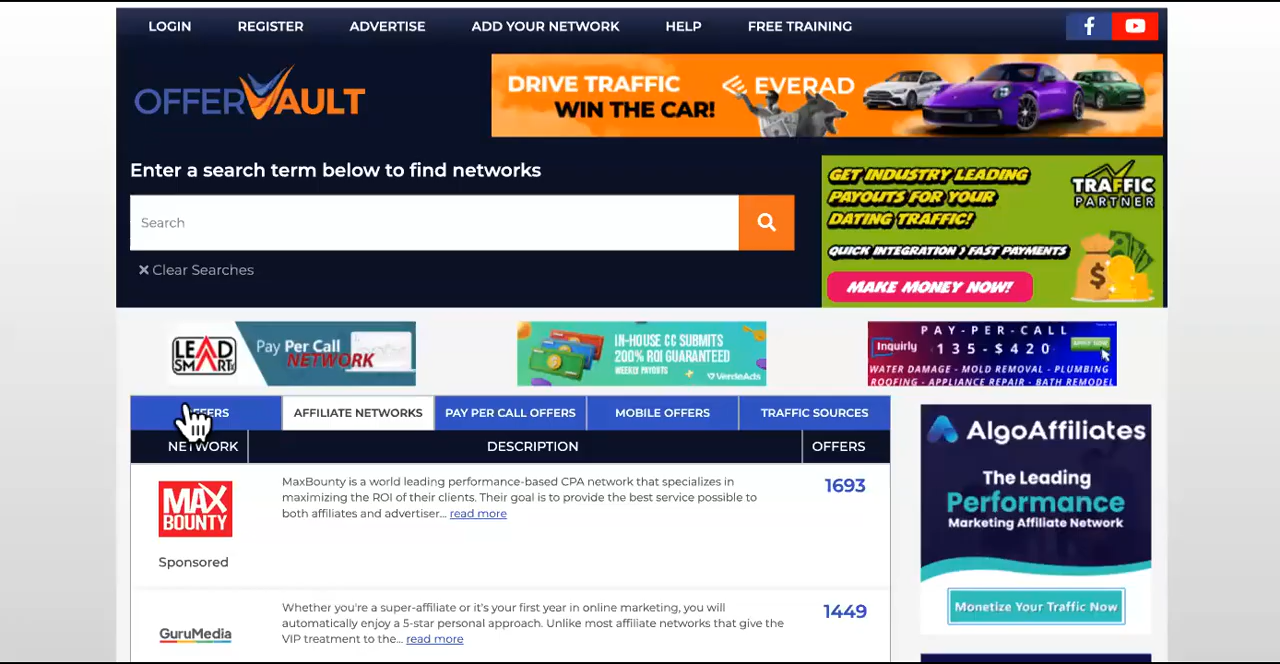 LOGIN
REGISTER
ADVERTISE
ADD YOUR NETWORK
HELP
FREE TRAINING
OFFERVAULT
DRIVE TRAFFIC
WIN THE CAR!
EVERAD
Enter a search term below to find networks
Search
Clear Searches
GET INDUSTRY LEADING
PAYOUTS FOR YOUR
DATING TRAFFIC!
TRAFFIC
PARTNER
QUICK INTEGRATION > FAST PAYMENTS
MAKE MONEY NOW!
LEAD
SMART
Pay Per Call
NETWORK
IN-HOUSE CC SUBMITS
200% ROI GUARANTEED
WEEKLY PAYOUTS
VerdeAds
PAY-PER-CALL
Inquirly
135-$420
APPLY NOW
WATER DAMAGE - MOLD REMOVAL - PLUMBING
ROOFING - APPLIANCE REPAIR - BATH REMODEL
AFFILIATE NETWORKS
PAY PER CALL OFFERS
MOBILE OFFERS
TRAFFIC SOURCES
NETWORK
DESCRIPTION
OFFERS
MAX
BOUNTY
Sponsored
MaxBounty is a world leading performance-based CPA network that specializes in
maximizing the ROI of their clients. Their goal is to provide the best service possible to
both affiliates and advertiser... read more
1693
GuruMedia
Whether you're a super-affiliate or it's your first year in online marketing, you will
automatically enjoy a 5-star personal approach. Unlike most affiliate networks that give the
VIP treatment to the... read more
1449
AlgoAffiliates
The Leading
Performance
Marketing Affiliate Network
Monetize Your Traffic Now